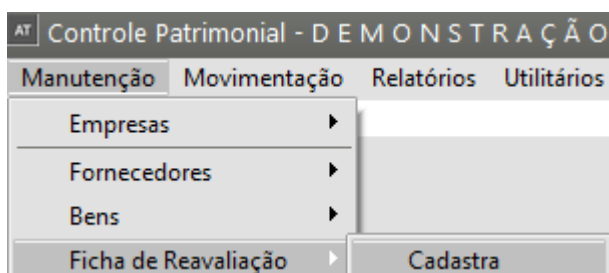 AT Controle Patrimonial - D E M O N S T R A Ç Ã O
Manutenção Movimentação Relatórios Utilitários
Empresas
Fornecedores
Bens
Ficha de Reavaliação Cadastra